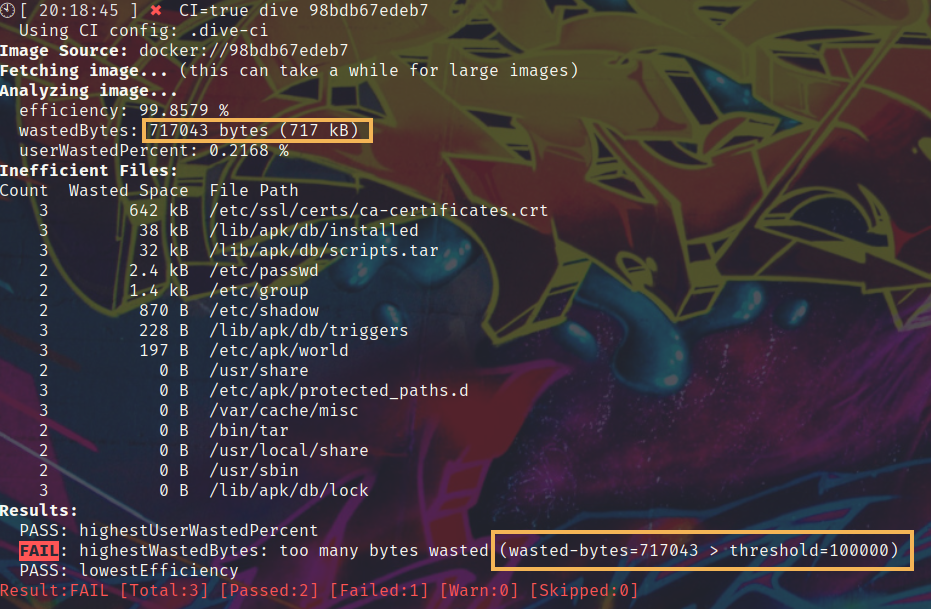 [ 20:18:45 ] ✖ CI=true dive 98bdb67edeb7
  Using CI config: .dive-ci
Image Source: docker://98bdb67edeb7
Fetching image... (this can take a while for large images)
Analyzing image...
  efficiency: 99.8579 %
  wastedBytes: 717043 bytes (717 kB)
  userWastedPercent: 0.2168 %
Inefficient Files:
Count  Wasted Space  File Path
    3        642 kB  /etc/ssl/certs/ca-certificates.crt
    3         38 kB  /lib/apk/db/installed
    3         32 kB  /lib/apk/db/scripts.tar
    2        2.4 kB  /etc/passwd
    2        1.4 kB  /etc/group
    2         870 B  /etc/shadow
    3         228 B  /lib/apk/db/triggers
    3         197 B  /etc/apk/world
    2           0 B  /usr/share
    3           0 B  /etc/apk/protected_paths.d
    3           0 B  /var/cache/misc
    2           0 B  /bin/tar
    2           0 B  /usr/local/share
    2           0 B  /usr/sbin
    3           0 B  /lib/apk/db/lock
Results:
  PASS: highestUserWastedPercent
  FAIL: highestWastedBytes: too many bytes wasted (wasted-bytes=717043 > threshold=100000)
  PASS: lowestEfficiency
Result:FAIL [Total:3] [Passed:2] [Failed:1] [Warn:0] [Skipped:0]